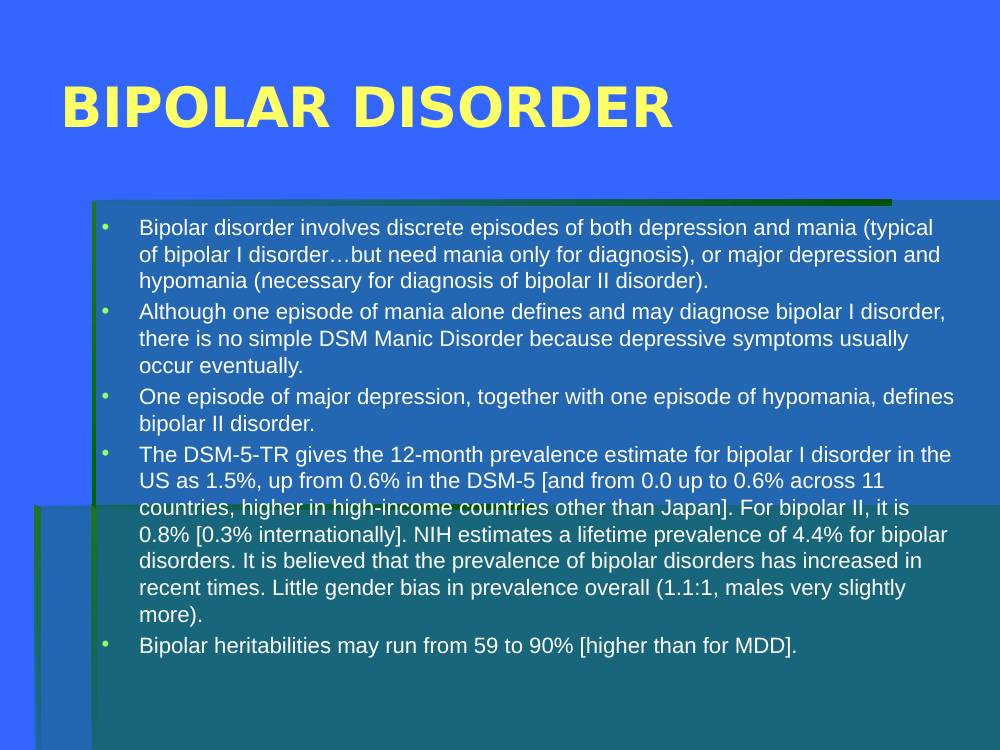 BIPOLAR DISORDER
• Bipolar disorder involves discrete episodes of both depression and mania (typical
of bipolar I disorder…but need mania only for diagnosis), or major depression and
hypomania (necessary for diagnosis of bipolar II disorder).
• Although one episode of mania alone defines and may diagnose bipolar I disorder,
there is no simple DSM Manic Disorder because depressive symptoms usually
occur eventually.
• One episode of major depression, together with one episode of hypomania, defines
bipolar II disorder.
• The DSM-5-TR gives the 12-month prevalence estimate for bipolar I disorder in the
US as 1.5%, up from 0.6% in the DSM-5 [and from 0.0 up to 0.6% across 11
countries, higher in high-income countries other than Japan]. For bipolar II, it is
0.8% [0.3% internationally]. NIH estimates a lifetime prevalence of 4.4% for bipolar
disorders. It is believed that the prevalence of bipolar disorders has increased in
recent times. Little gender bias in prevalence overall (1.1:1, males very slightly
more).
• Bipolar heritabilities may run from 59 to 90% [higher than for MDD].